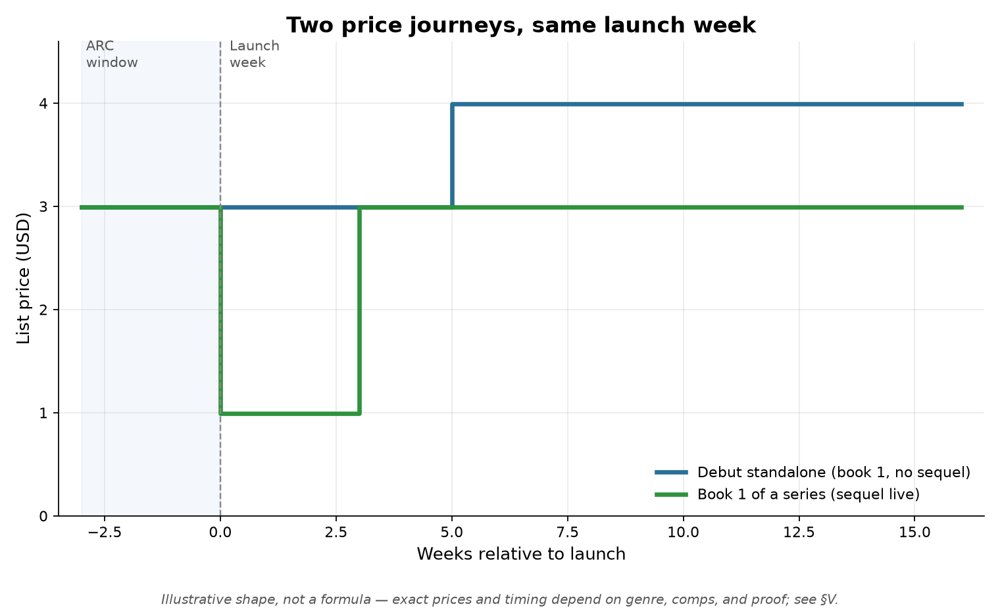 Two price journeys, same launch week
ARC
window
Launch
week
4
3
2
1
0
List price (USD)
−2.5
0.0
2.5
5.0
7.5
10.0
12.5
15.0
Weeks relative to launch
Debut standalone (book 1, no sequel)
Book 1 of a series (sequel live)
Illustrative shape, not a formula — exact prices and timing depend on genre, comps, and proof; see §V.